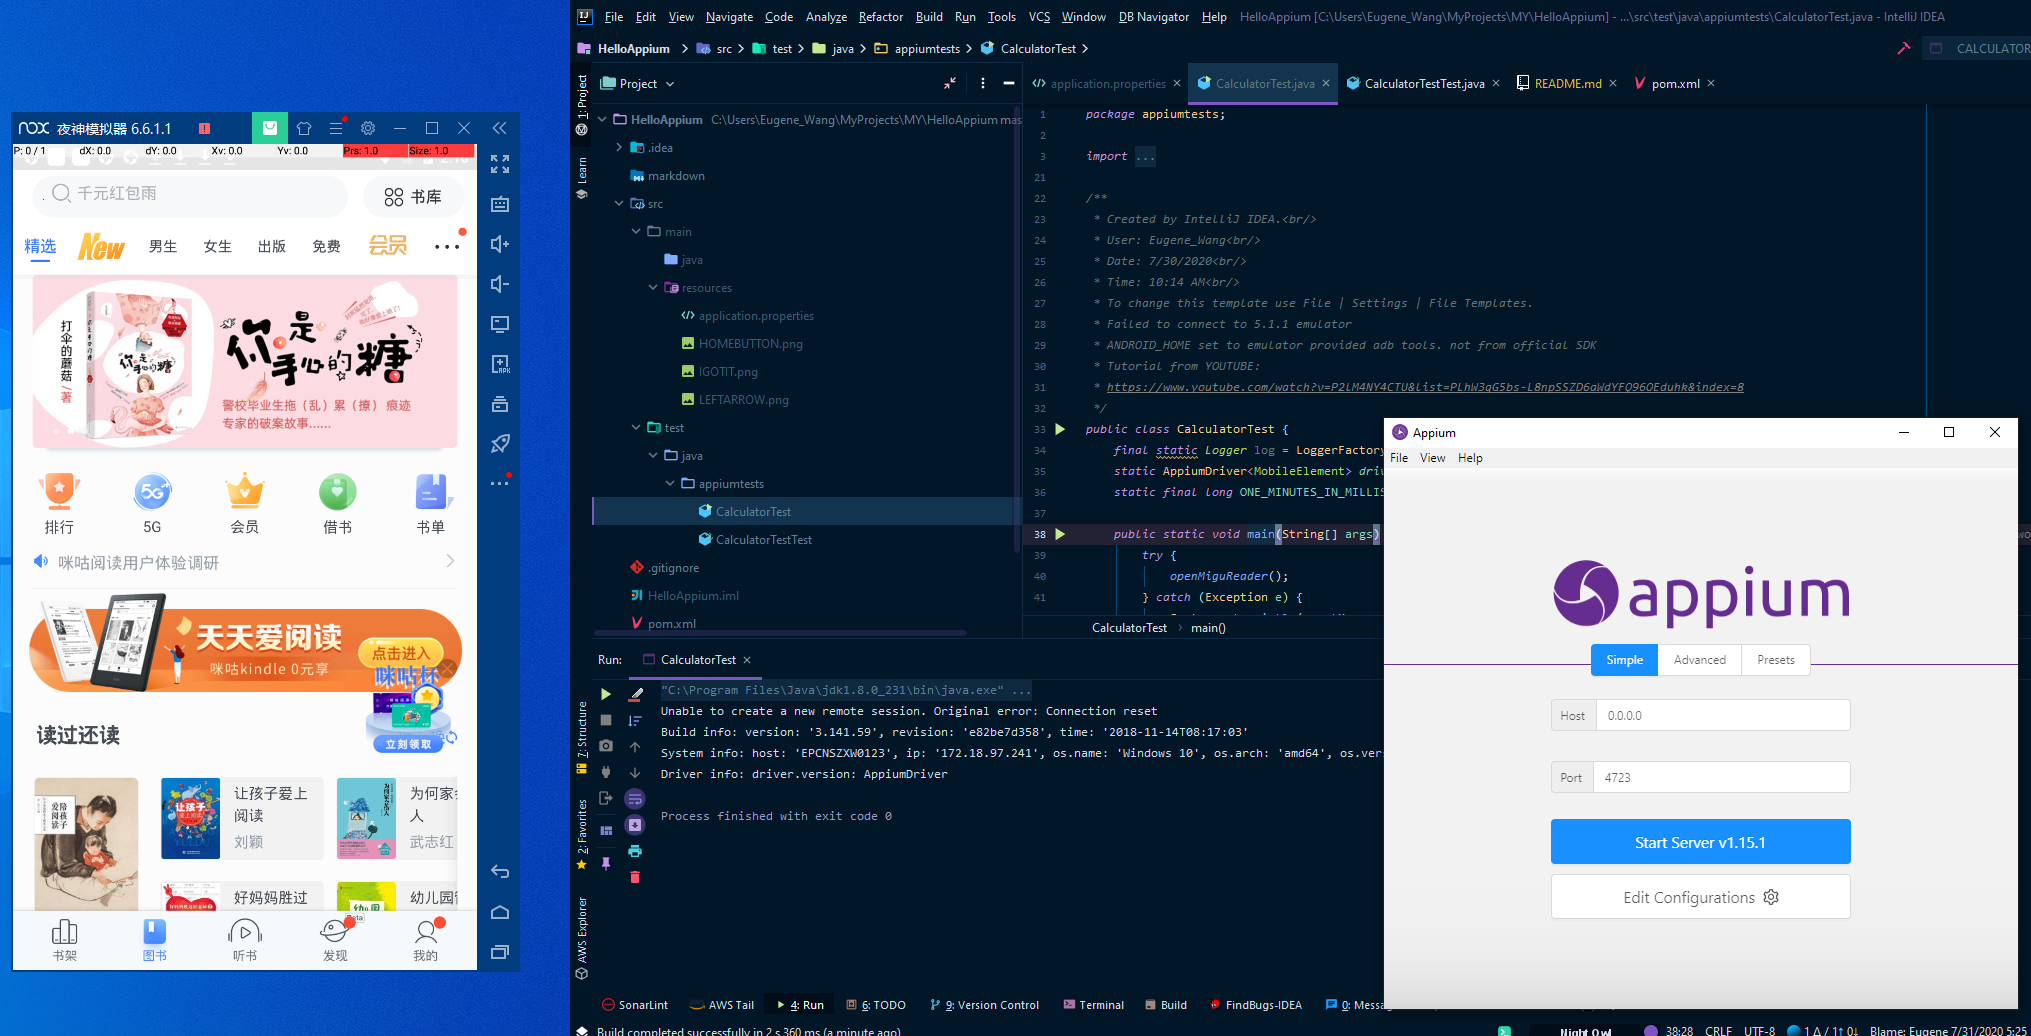 nox 夜神模拟器 6.6.1.1
P: 0 / 1 dX: 0.0 dY: 0.0 Xv: 0.0 Yv: 0.0 Prs: 1.0 Size: 1.0
千元红包雨
书库
精选 New 男生 女生 出版 免费 会员
打伞的蘑菇/著
你是
手心的糖
警校毕业生拖（乱）累（撩）痕迹
专家的破案故事......
排行 5G 会员 借书 书单
咪咕阅读用户体验调研
天天爱阅读
咪咕kindle 0元享
点击进入
咪咕杯
立刻领取
读过还读
陪孩子
爱阅读
让孩子
爱上阅读
让孩子爱上
阅读
刘颖
为何家会伤人
为何家会
人
武志红
好妈妈胜过
幼儿园
书架 图书 听书 发现 我的
Beta
File Edit View Navigate Code Analyze Refactor Build Run Tools VCS Window DB Navigator Help HelloAppium [C:\Users\Eugene_Wang\MyProjects\MY\HelloAppium] - ...\src\test\java\appiumtests\CalculatorTest.java - IntelliJ IDEA
HelloAppium src test java appiumtests CalculatorTest
CALCULATOR
1: Project
Learn
7: Structure
2: Favorites
AWS Explorer
Project
HelloAppium C:\Users\Eugene_Wang\MyProjects\MY\HelloAppium mas
.idea
markdown
src
main
java
resources
application.properties
HOMEBUTTON.png
IGOTIT.png
LEFTARROW.png
test
java
appiumtests
CalculatorTest
CalculatorTestTest
.gitignore
HelloAppium.iml
pom.xml
application.properties CalculatorTest.java CalculatorTestTest.java README.md pom.xml
1 package appiumtests;
2
3 import ...
21
22 /**
23 * Created by IntelliJ IDEA.<br/>
24 * User: Eugene_Wang<br/>
25 * Date: 7/30/2020<br/>
26 * Time: 10:14 AM<br/>
27 * To change this template use File | Settings | File Templates.
28 * Failed to connect to 5.1.1 emulator
29 * ANDROID_HOME set to emulator provided adb tools. not from official SDK
30 * Tutorial from YOUTUBE:
31 * https://www.youtube.com/watch?v=P2lM4NY4CTU&list=PLhW3qG5bs-L8npSSZD6aWdYFQ96OEduhk&index=8
32 */
33 public class CalculatorTest {
34 final static Logger log = LoggerFactory
35 static AppiumDriver<MobileElement> driv
36 static final long ONE_MINUTES_IN_MILLIS
37
38 public static void main(String[] args)
39 try {
40 openMiguReader();
41 } catch (Exception e) {
CalculatorTest main()
Run: CalculatorTest
"C:\Program Files\Java\jdk1.8.0_231\bin\java.exe" ...
Unable to create a new remote session. Original error: Connection reset
Build info: version: '3.141.59', revision: 'e82be7d358', time: '2018-11-14T08:17:03'
System info: host: 'EPCNSZXW0123', ip: '172.18.97.241', os.name: 'Windows 10', os.arch: 'amd64', os.ver
Driver info: driver.version: AppiumDriver
Process finished with exit code 0
Appium
File View Help
appium
Simple Advanced Presets
Host 0.0.0.0
Port 4723
Start Server v1.15.1
Edit Configurations
SonarLint AWS Tail 4: Run 6: TODO 9: Version Control Terminal Build FindBugs-IDEA 0: Messa
Build completed successfully in 2 s 360 ms (a minute ago)
Night Owl 38:28 CRLF UTF-8 1 Δ / 1↑ 0↓ Blame: Eugene 7/31/2020 5:25